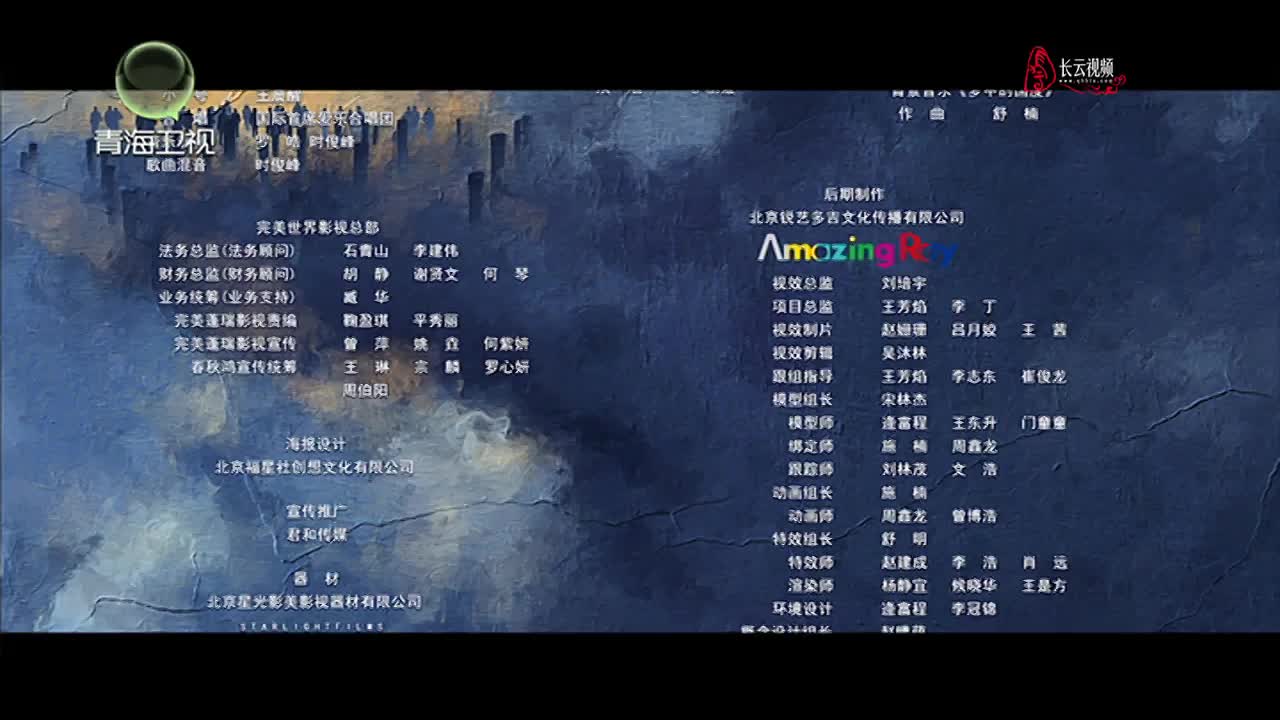 青海卫视
长云视频
www.qhbtv.com
唱 国际首席爱乐合唱团
时俊峰
歌曲混音 时俊峰
完美世界影视总部
法务总监(法务顾问) 石青山 李建伟
财务总监(财务顾问) 胡 静 谢贤文 何 琴
业务统筹(业务支持) 臧 华
完美蓬瑞影视责编 鞠盈琪 平秀丽
完美蓬瑞影视宣传 曾 萍 姚 垚 何紫妍
春秋鸿宣传统筹 王 琳 宗 麟 罗心妍
周伯阳
海报设计
北京福星社创想文化有限公司
宣传推广
君和传媒
器 材
北京星光影美影视器材有限公司
STARLIGHTFILMS
作 曲 舒 楠
后期制作
北京锐艺多吉文化传播有限公司
Amazing Roy
视效总监 刘培宇
项目总监 王芳焰 李 丁
视效制片 赵姗珊 吕月姣 王 茜
视效剪辑 吴沐林
跟组指导 王芳焰 李志东 崔俊龙
模型组长 宋林杰
模型师 逄富程 王东升 门童童
绑定师 施 楠 周鑫龙
跟踪师 刘林茂 文 浩
动画组长 施 楠
动画师 周鑫龙 曾博浩
特效组长 舒 明
特效师 赵建成 李 浩 肖 远
渲染师 杨静宜 候晓华 王是方
环境设计 逄富程 李冠锦
概念设计组长